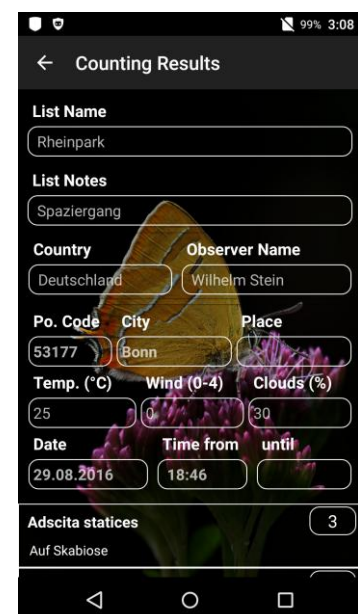 99% 3:08
Counting Results
List Name
Rheinpark
List Notes
Spaziergang
Country Observer Name
Deutschland Wilhelm Stein
Po. Code City Place
53177 Bonn
Temp. (°C) Wind (0-4) Clouds (%)
25 0 30
Date Time from until
29.08.2016 18:46
Adscita statices 3
Auf Skabiose